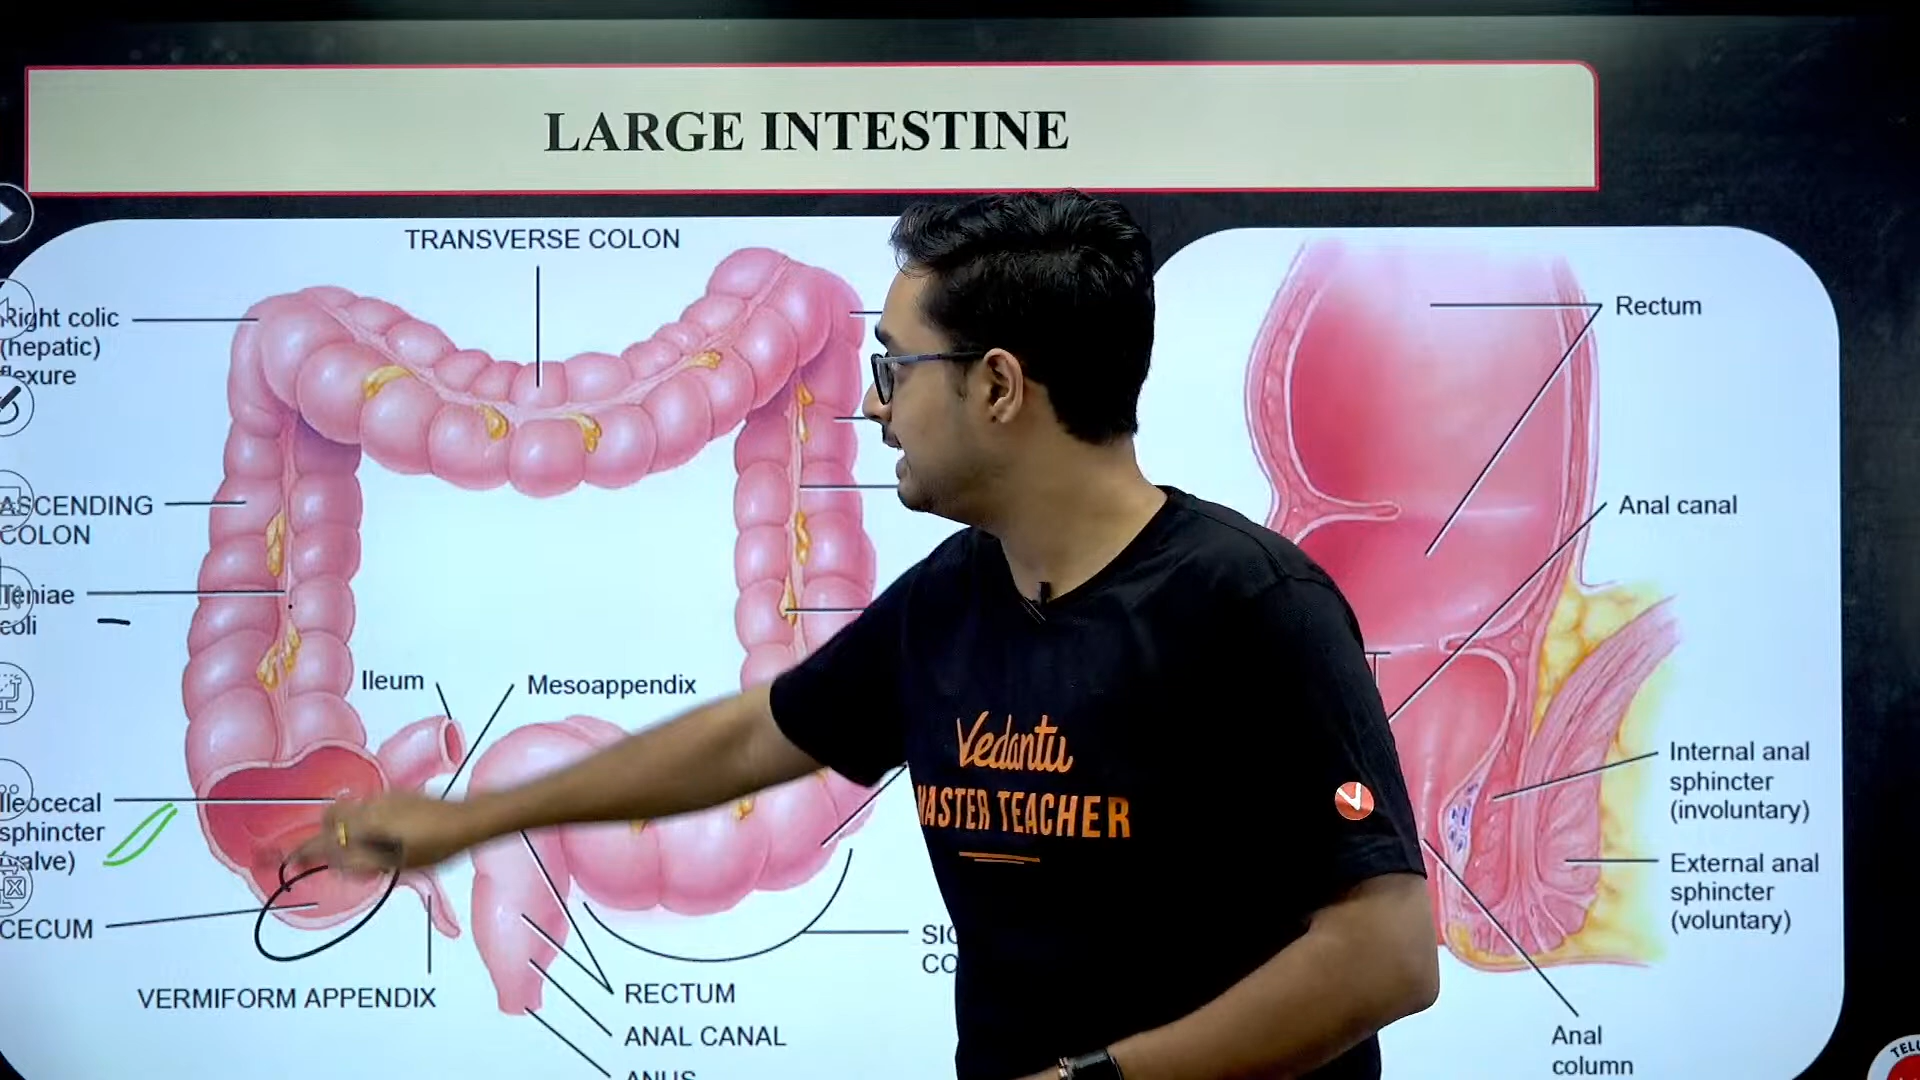 LARGE INTESTINE
TRANSVERSE COLON
Right colic
(hepatic)
flexure
ASCENDING
COLON
Teniae
coli
Ileum
Mesoappendix
Ileocecal
sphincter
(valve)
CECUM
VERMIFORM APPENDIX
RECTUM
ANAL CANAL
ANUS
Rectum
Anal canal
Internal anal
sphincter
(involuntary)
External anal
sphincter
(voluntary)
Anal
column
Vedantu
MASTER TEACHER
V